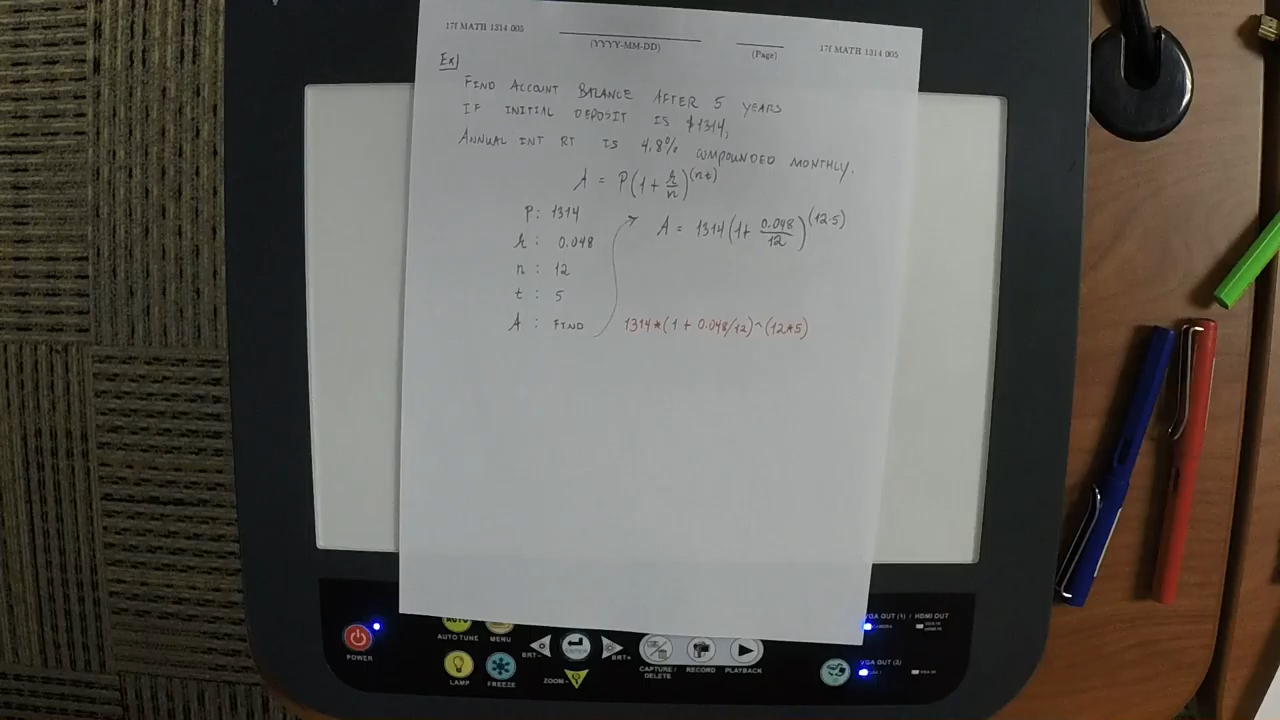 17f MATH 1314 005
(YYYY-MM-DD)
(Page)
17f MATH 1314 005
Ex]
FIND ACCOUNT BALANCE AFTER 5 YEARS
IF INITIAL DEPOSIT IS $1314,
ANNUAL INT RT IS 4.8% COMPOUNDED MONTHLY.
A = P(1+r/n)^(nt)
P: 1314
r: 0.048
n: 12
t: 5
A: FIND
A = 1314(1+0.048/12)^(12·5)
1314*(1+0.048/12)^(12*5)
POWER
AUTO
AUTO TUNE
MENU
BRT-
BRT+
LAMP
FREEZE
ZOOM-
CAPTURE/
DELETE
RECORD
PLAYBACK
VGA OUT (1) / HDMI OUT
VGA OUT (2)